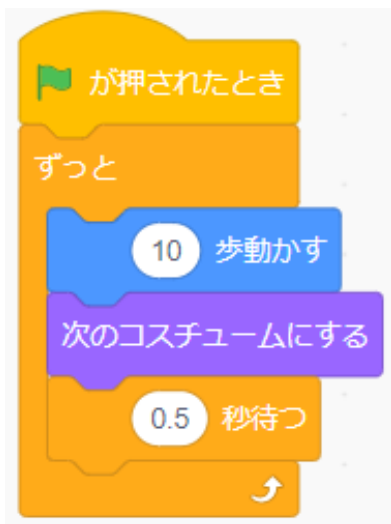 が押されたとき
ずっと
10 歩動かす
次のコスチュームにする
0.5 秒待つ